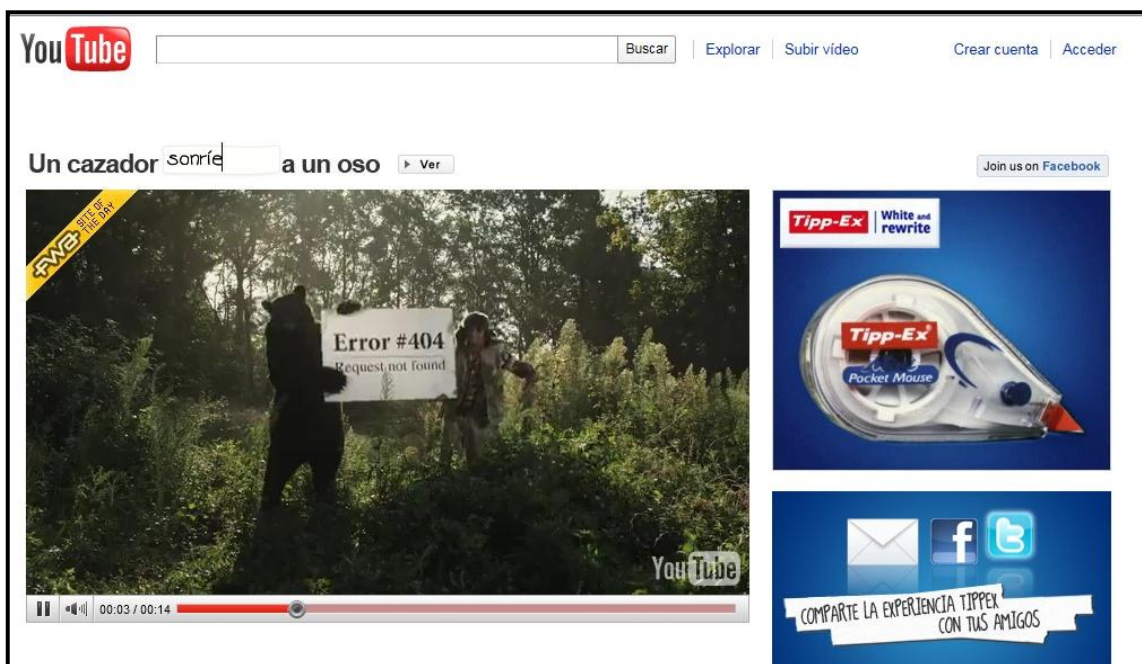 YouTube
Buscar
Explorar
Subir vídeo
Crear cuenta
Acceder
Un cazador sonríe a un oso
Ver
Join us on Facebook
FWA SITE OF THE DAY
Error #404
Request not found
YouTube
00:03 / 00:14
Tipp-Ex
White and rewrite
Tipp-Ex
Pocket Mouse
COMPARTE LA EXPERIENCIA TIPPEX
CON TUS AMIGOS